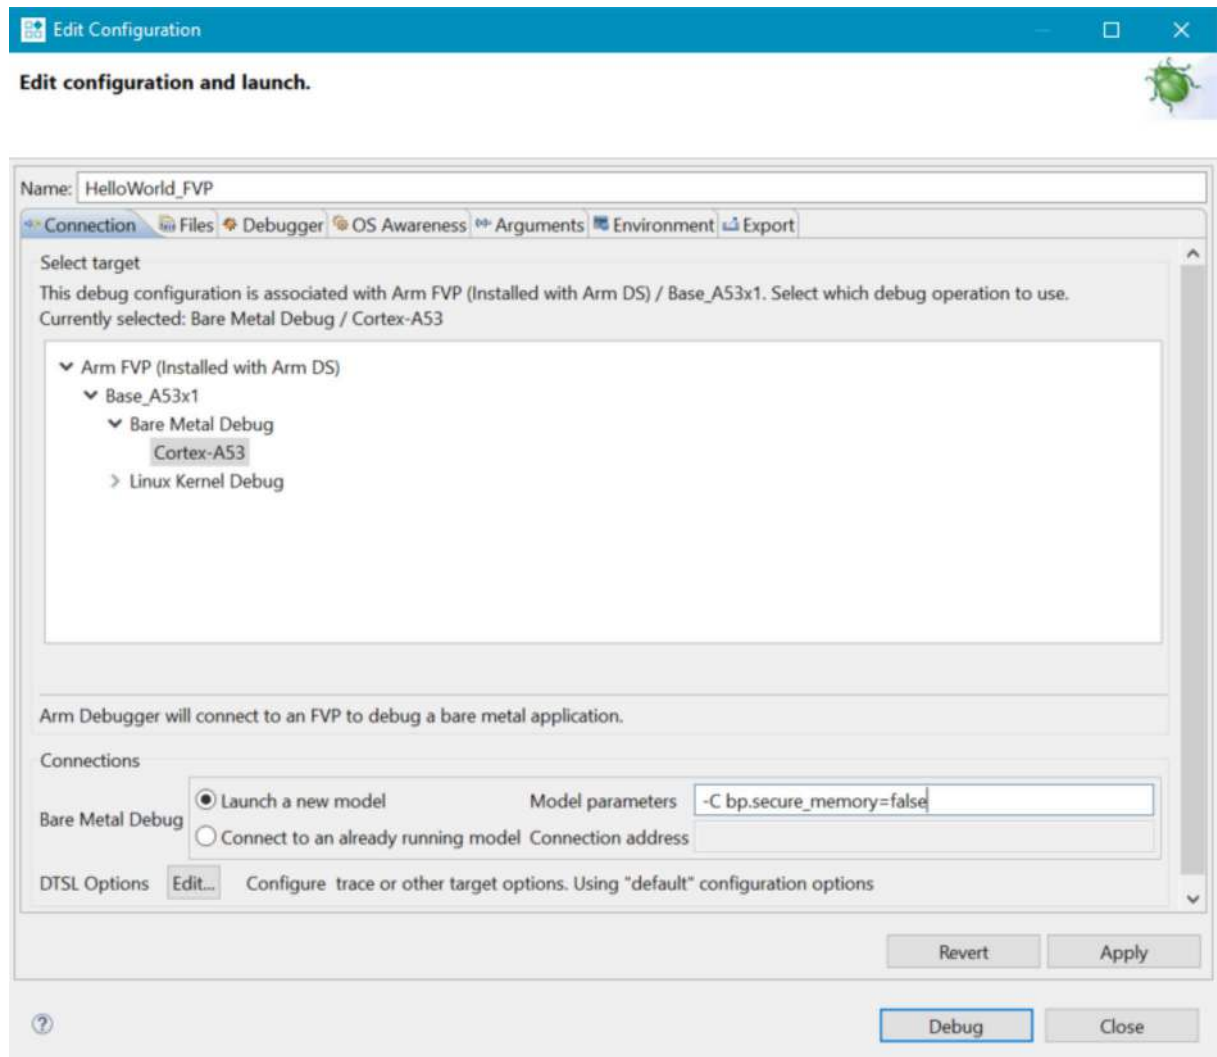 Edit Configuration
Edit configuration and launch.
Name: HelloWorld_FVP
Connection Files Debugger OS Awareness Arguments Environment Export
Select target
This debug configuration is associated with Arm FVP (Installed with Arm DS) / Base_A53x1. Select which debug operation to use.
Currently selected: Bare Metal Debug / Cortex-A53
Arm FVP (Installed with Arm DS)
Base_A53x1
Bare Metal Debug
Cortex-A53
Linux Kernel Debug
Arm Debugger will connect to an FVP to debug a bare metal application.
Connections
Launch a new model Model parameters -C bp.secure_memory=false
Bare Metal Debug
Connect to an already running model Connection address
DTSL Options Edit... Configure trace or other target options. Using "default" configuration options
Revert Apply
? Debug Close